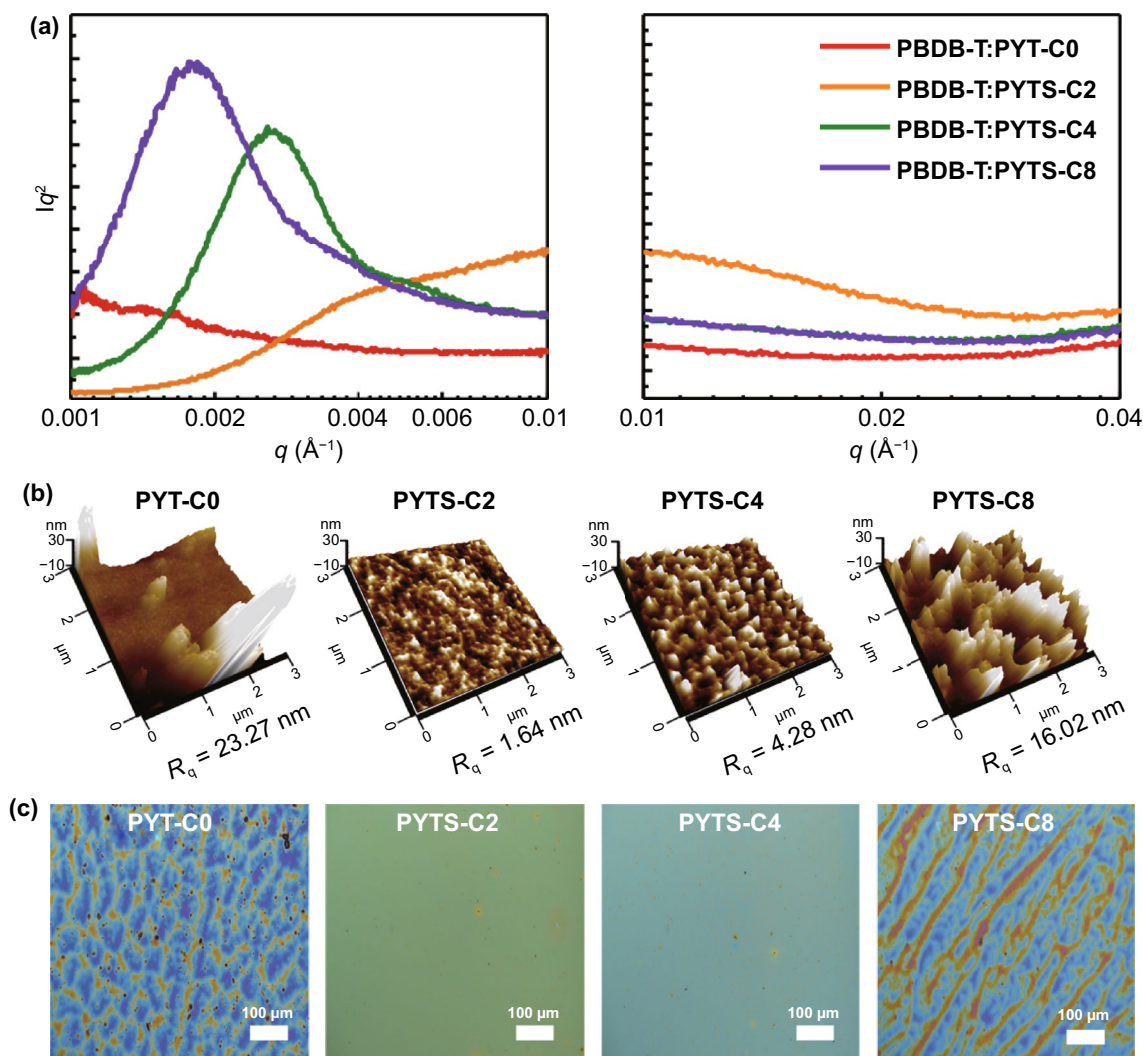 (a)
PBDB-T:PYT-C0
PBDB-T:PYTS-C2
PBDB-T:PYTS-C4
PBDB-T:PYTS-C8
Iq²
0.001 0.002 0.004 0.006 0.01
q (Å⁻¹)
0.01 0.02 0.04
q (Å⁻¹)
(b)
PYT-C0 PYTS-C2 PYTS-C4 PYTS-C8
nm nm nm nm
30 30 30 30
−10 −10 −10 −10
3 3 3 3
2 2 2 2
µm µm µm µm
1 1 1 1
0 0 0 0
0 1 µm 2 3
0 1 µm 2 3
0 1 µm 2 3
0 1 µm 2 3
Rq = 23.27 nm
Rq = 1.64 nm
Rq = 4.28 nm
Rq = 16.02 nm
(c)
PYT-C0 PYTS-C2 PYTS-C4 PYTS-C8
100 µm 100 µm 100 µm 100 µm